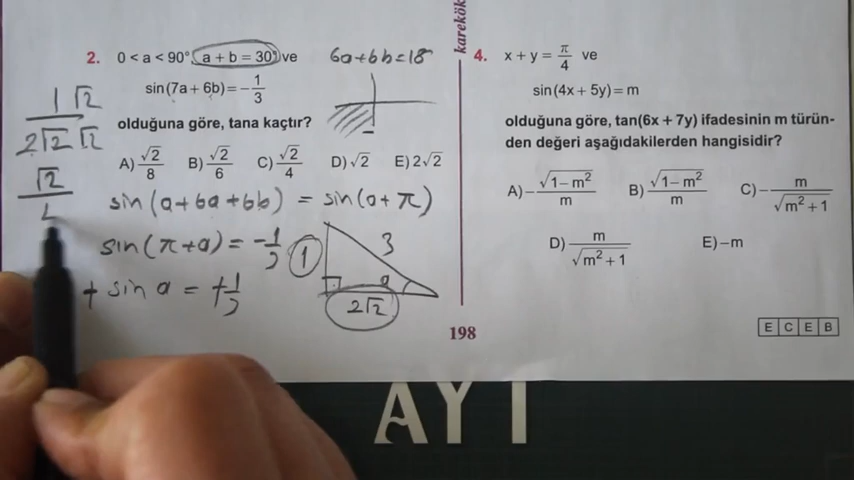 2. 0 < a < 90° a + b = 30° ve
sin(7a + 6b) = -1/3
olduğuna göre, tana kaçtır?
A) √2/8 B) √2/6 C) √2/4 D) √2 E) 2√2
6a+6b=18
1 √2
2√2 √2
√2
4
sin(a+6a+6b) = sin(a+π)
sin(π+a) = -1/3
+ sin a = +1/3
1
3
a
2√2
karekök
4. x + y = π/4 ve
sin(4x + 5y) = m
olduğuna göre, tan(6x + 7y) ifadesinin m türün-
den değeri aşağıdakilerden hangisidir?
A) -√1-m²/m B) √1-m²/m C) -m/√m²+1
D) m/√m²+1 E) -m
198
E C E B
AYT